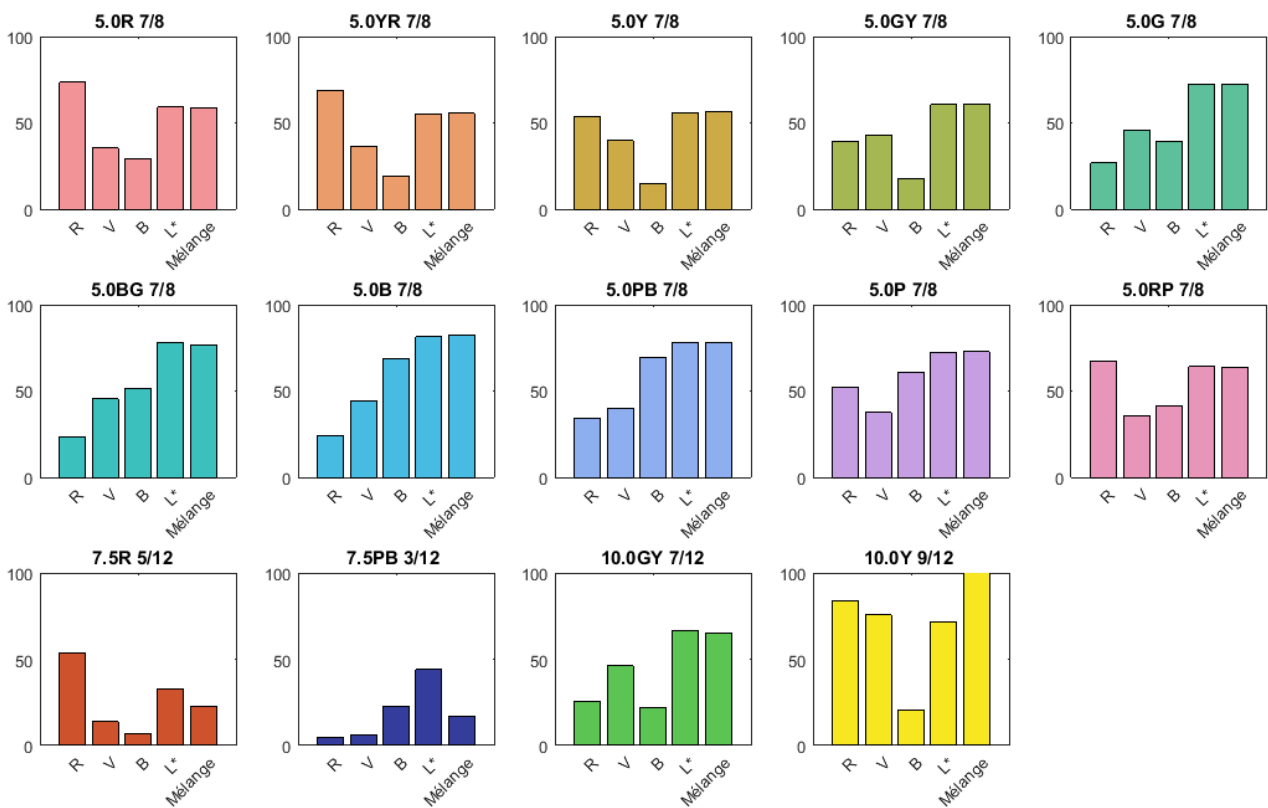 5.0R 7/8 5.0YR 7/8 5.0Y 7/8 5.0GY 7/8 5.0G 7/8
100 100 100 100 100
50 50 50 50 50
0 0 0 0 0
R V B L* Mélange R V B L* Mélange R V B L* Mélange R V B L* Mélange R V B L* Mélange
5.0BG 7/8 5.0B 7/8 5.0PB 7/8 5.0P 7/8 5.0RP 7/8
100 100 100 100 100
50 50 50 50 50
0 0 0 0 0
R V B L* Mélange R V B L* Mélange R V B L* Mélange R V B L* Mélange R V B L* Mélange
7.5R 5/12 7.5PB 3/12 10.0GY 7/12 10.0Y 9/12
100 100 100 100
50 50 50 50
0 0 0 0
R V B L* Mélange R V B L* Mélange R V B L* Mélange R V B L* Mélange